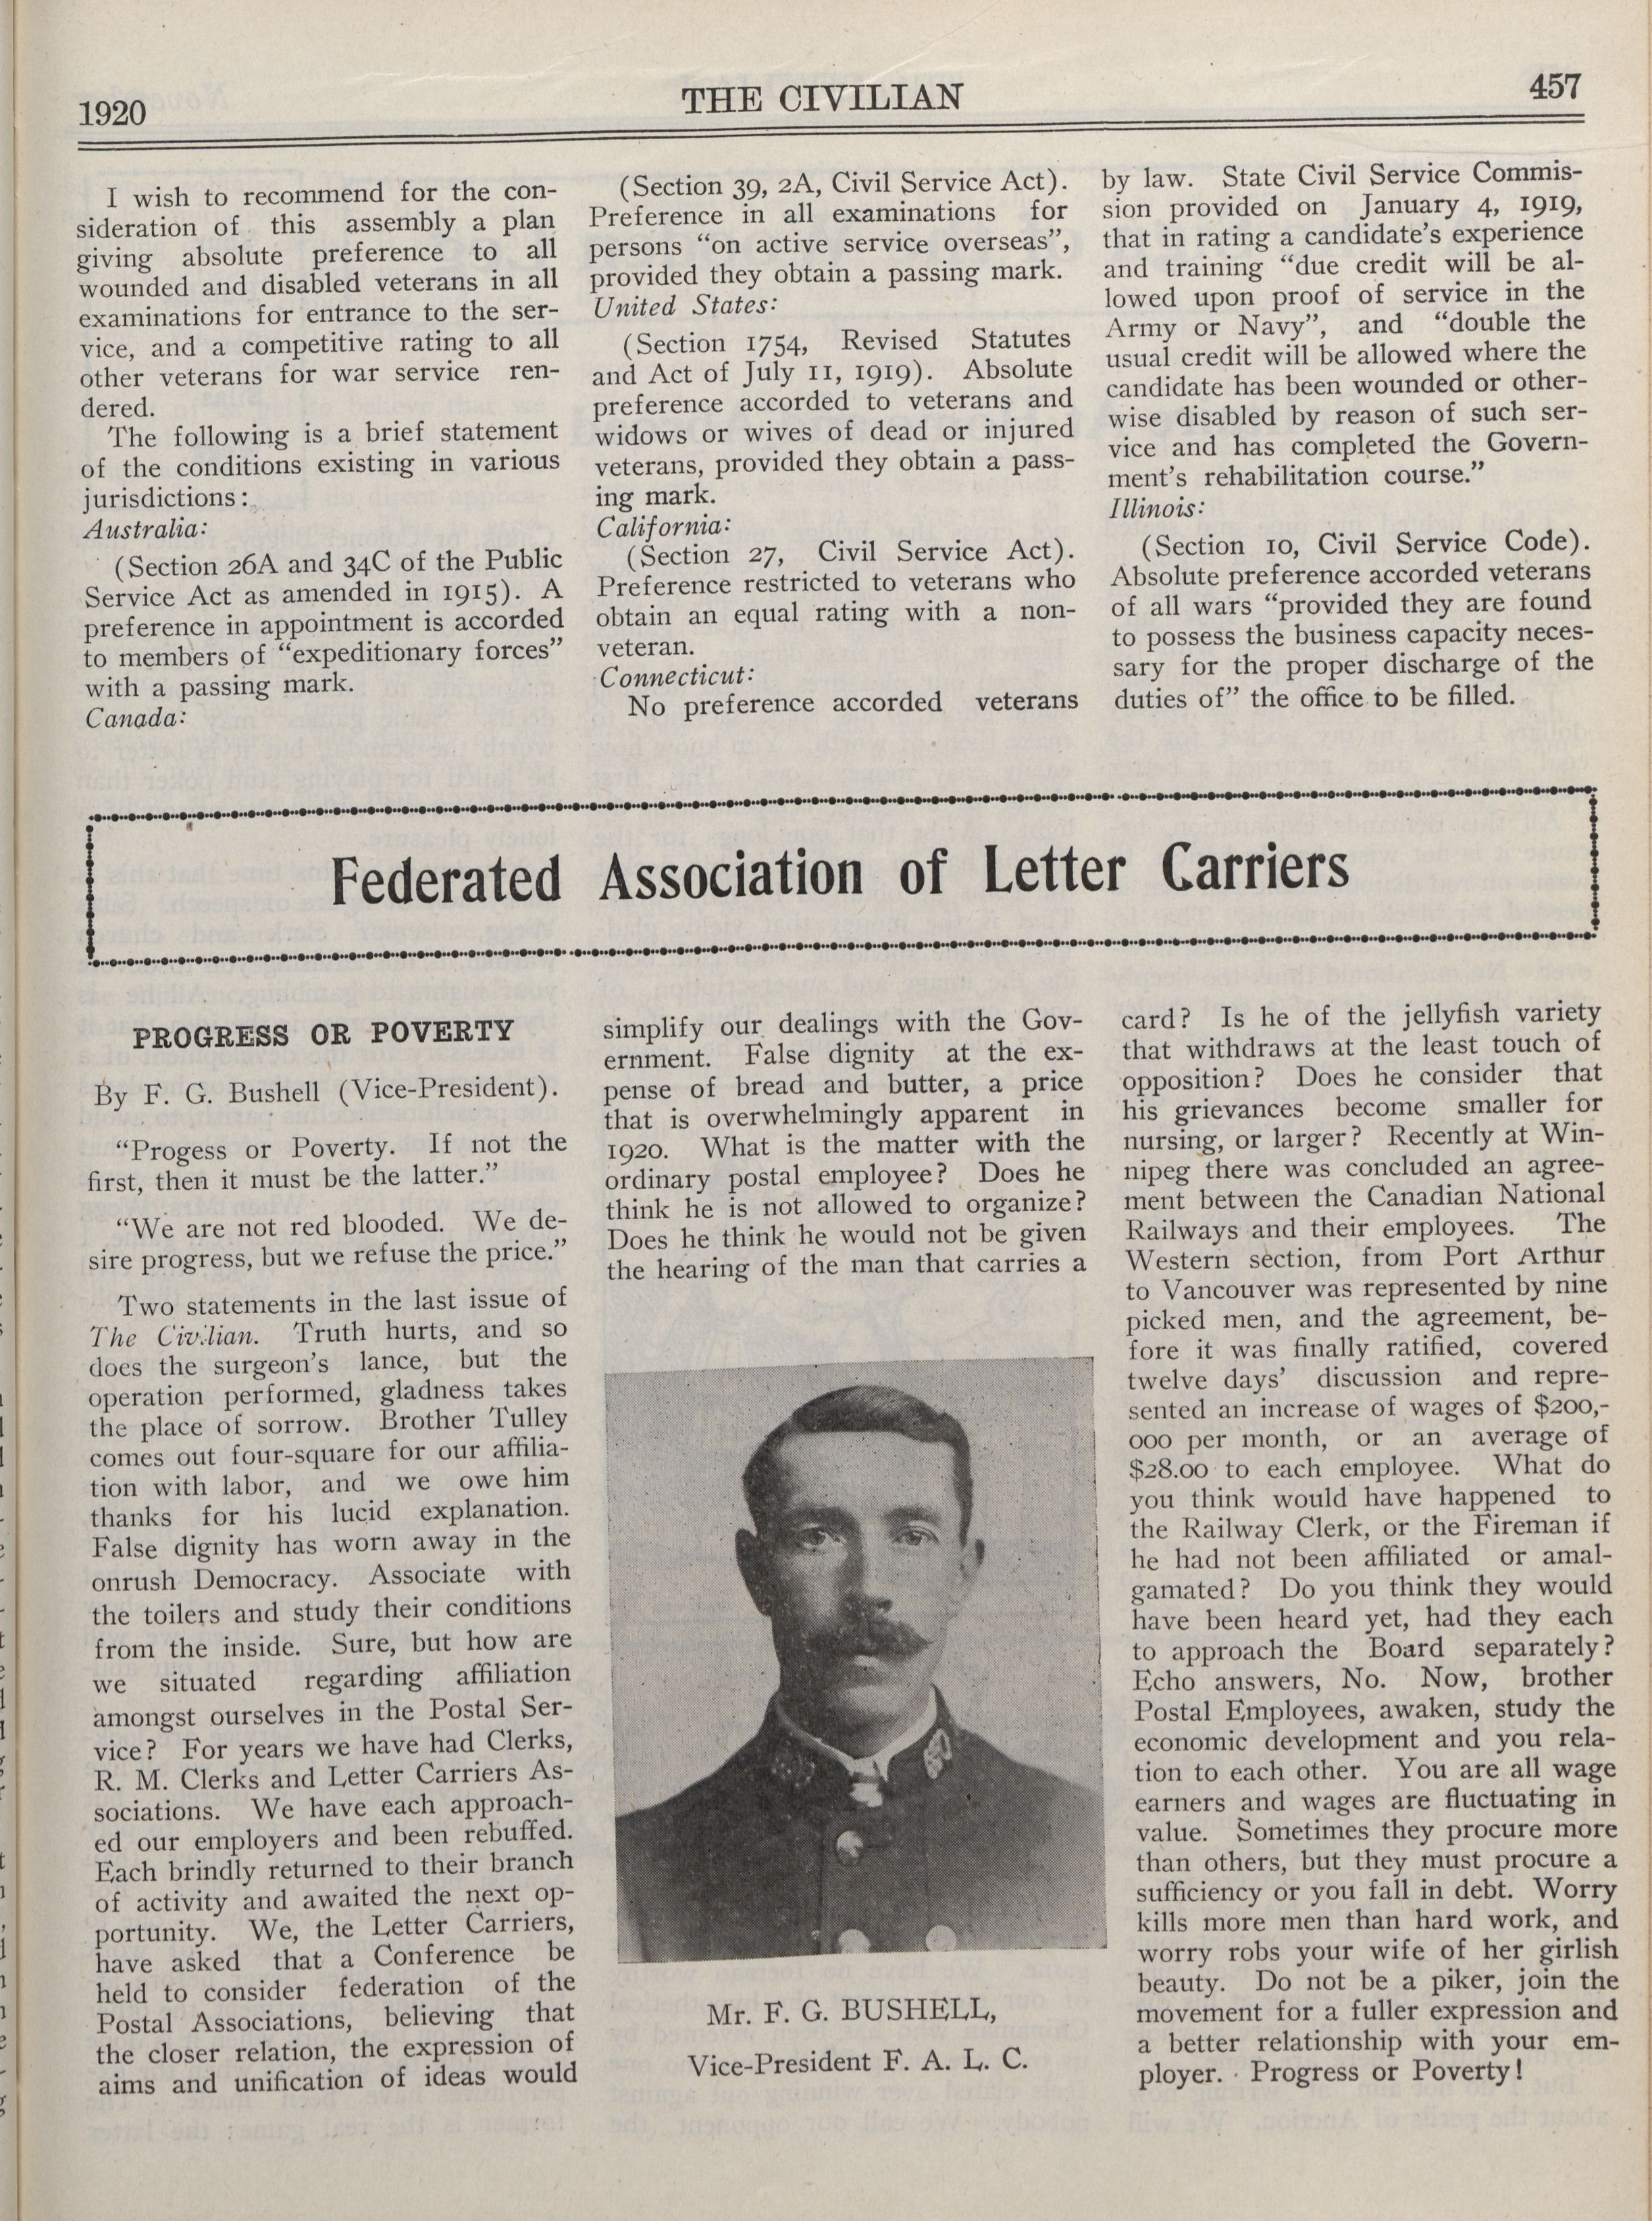 1920
THE CIVILIAN
457
I wish to recommend for the con-
sideration of this assembly a plan
giving absolute preference to all
wounded and disabled veterans in all
examinations for entrance to the ser-
vice, and a competitive rating to all
other veterans for war service ren-
dered.
The following is a brief statement
of the conditions existing in various
jurisdictions:
Australia:
(Section 26A and 34C of the Public
Service Act as amended in 1915). A
preference in appointment is accorded
to members of "expeditionary forces"
with a passing mark.
Canada:
(Section 39, 2A, Civil Service Act).
Preference in all examinations for
persons "on active service overseas",
provided they obtain a passing mark.
United States:
(Section 1754, Revised Statutes
and Act of July 11, 1919). Absolute
preference accorded to veterans and
widows or wives of dead or injured
veterans, provided they obtain a pass-
ing mark.
California:
(Section 27, Civil Service Act).
Preference restricted to veterans who
obtain an equal rating with a non-
veteran.
Connecticut:
No preference accorded veterans
by law. State Civil Service Commis-
sion provided on January 4, 1919,
that in rating a candidate's experience
and training "due credit will be al-
lowed upon proof of service in the
Army or Navy", and "double the
usual credit will be allowed where the
candidate has been wounded or other-
wise disabled by reason of such ser-
vice and has completed the Govern-
ment's rehabilitation course."
Illinois:
(Section 10, Civil Service Code).
Absolute preference accorded veterans
of all wars "provided they are found
to possess the business capacity neces-
sary for the proper discharge of the
duties of" the office to be filled.
Federated Association of Letter Carriers
PROGRESS OR POVERTY
By F. G. Bushell (Vice-President).
"Progess or Poverty. If not the
first, then it must be the latter."
"We are not red blooded. We de-
sire progress, but we refuse the price."
Two statements in the last issue of
The Civilian. Truth hurts, and so
does the surgeon's lance, but the
operation performed, gladness takes
the place of sorrow. Brother Tulley
comes out four-square for our affilia-
tion with labor, and we owe him
thanks for his lucid explanation.
False dignity has worn away in the
onrush Democracy. Associate with
the toilers and study their conditions
from the inside. Sure, but how are
we situated regarding affiliation
amongst ourselves in the Postal Ser-
vice? For years we have had Clerks,
R. M. Clerks and Letter Carriers As-
sociations. We have each approach-
ed our employers and been rebuffed.
Each brindly returned to their branch
of activity and awaited the next op-
portunity. We, the Letter Carriers,
have asked that a Conference be
held to consider federation of the
Postal Associations, believing that
the closer relation, the expression of
aims and unification of ideas would
simplify our dealings with the Gov-
ernment. False dignity at the ex-
pense of bread and butter, a price
that is overwhelmingly apparent in
1920. What is the matter with the
ordinary postal employee? Does he
think he is not allowed to organize?
Does he think he would not be given
the hearing of the man that carries a
Mr. F. G. BUSHELL,
Vice-President F. A. L. C.
card? Is he of the jellyfish variety
that withdraws at the least touch of
opposition? Does he consider that
his grievances become smaller for
nursing, or larger? Recently at Win-
nipeg there was concluded an agree-
ment between the Canadian National
Railways and their employees. The
Western section, from Port Arthur
to Vancouver was represented by nine
picked men, and the agreement, be-
fore it was finally ratified, covered
twelve days' discussion and repre-
sented an increase of wages of $200,-
000 per month, or an average of
$28.00 to each employee. What do
you think would have happened to
the Railway Clerk, or the Fireman if
he had not been affiliated or amal-
gamated? Do you think they would
have been heard yet, had they each
to approach the Board separately?
Echo answers, No. Now, brother
Postal Employees, awaken, study the
economic development and you rela-
tion to each other. You are all wage
earners and wages are fluctuating in
value. Sometimes they procure more
than others, but they must procure a
sufficiency or you fall in debt. Worry
kills more men than hard work, and
worry robs your wife of her girlish
beauty. Do not be a piker, join the
movement for a fuller expression and
a better relationship with your em-
ployer. Progress or Poverty!